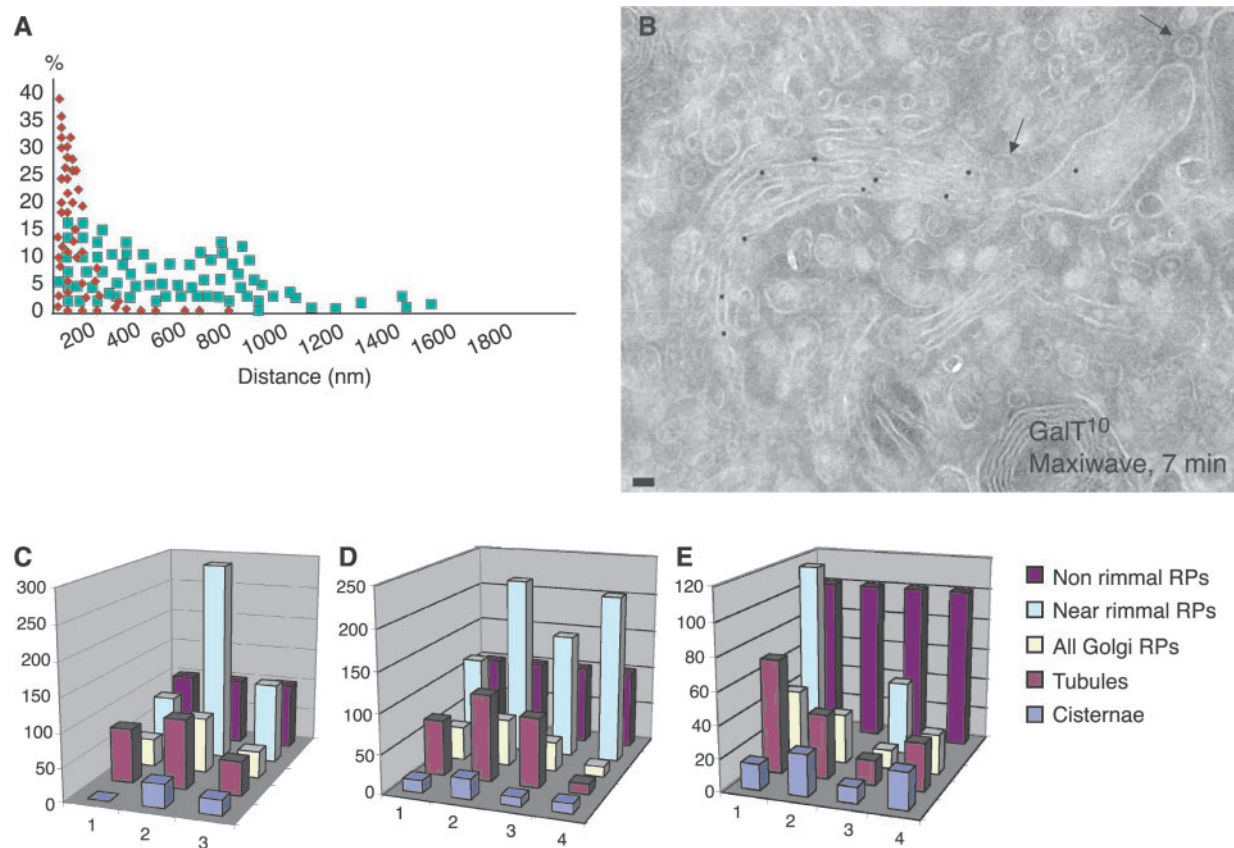 A
%
40
35
30
25
20
15
10
5
0
200 400 600 800 1000 1200 1400 1600 1800
Distance (nm)
B
GalT10
Maxiwave, 7 min
C
300
250
200
150
100
50
0
1 2 3
D
250
200
150
100
50
0
1 2 3 4
E
120
100
80
60
40
20
0
1 2 3 4
Non rimmal RPs
Near rimmal RPs
All Golgi RPs
Tubules
Cisternae